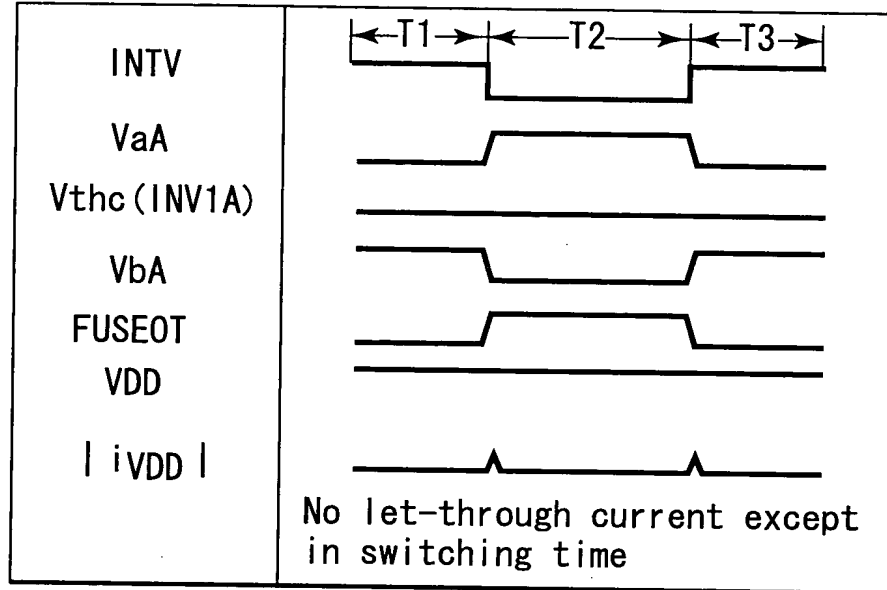 T1 T2 T3
INTV
VaA
Vthc(INV1A)
VbA
FUSEOT
VDD
| iVDD |
No let-through current except
in switching time